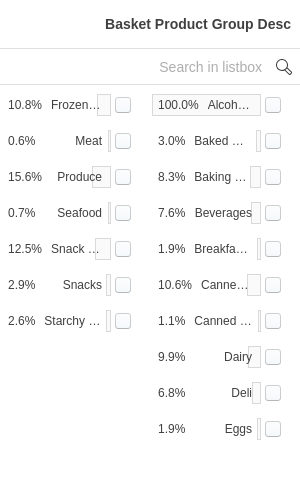 Basket Product Group Desc
Search in listbox
10.8% Frozen…
100.0% Alcoh…
0.6% Meat
3.0% Baked …
15.6% Produce
8.3% Baking …
0.7% Seafood
7.6% Beverages
12.5% Snack …
1.9% Breakfa…
2.9% Snacks
10.6% Canne…
2.6% Starchy …
1.1% Canned …
9.9% Dairy
6.8% Deli
1.9% Eggs